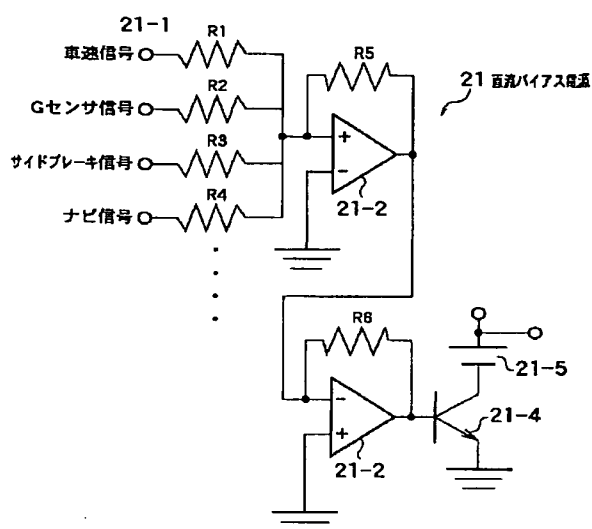 21-1
車速信号
R1
Gセンサ信号
R2
サイドブレーキ信号
R3
ナビ信号
R4
R5
+
-
21-2
21 直流バイアス電源
R6
-
+
21-2
21-5
21-4